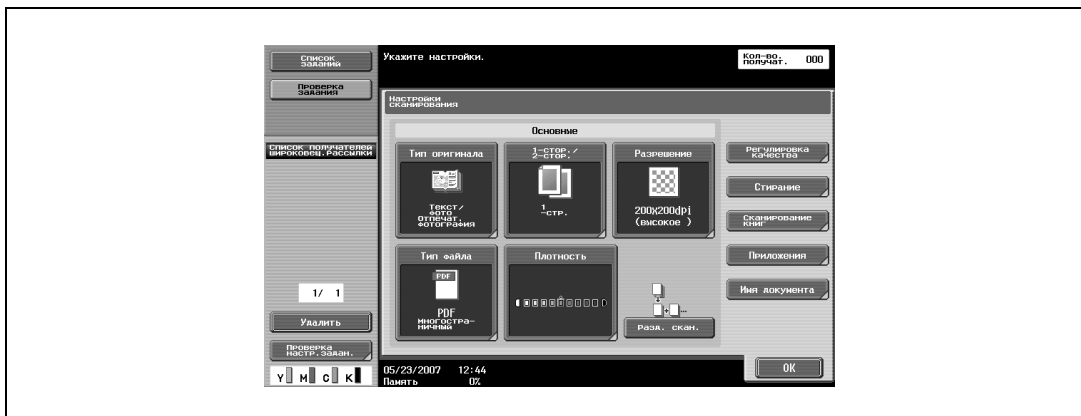 Список
заданий
Проверка
задания
Список получателей
широковещ.рассылки
1/ 1
Удалить
Проверка
настр.задан.
Y M C K
Укажите настройки.
Кол-во.
получат. 000
Настройки
сканирования
Основные
Тип оригинала
Текст/
фото
Отпечат.
фотография
1-стор./
2-стор.
1
-стр.
Разрешение
200X200dpi
(высокое )
Тип файла
PDF
PDF
многостра-
ничный
Плотность
Разд. скан.
Регулировка
качества
Стирание
Сканирование
книг
Приложения
Имя документа
05/23/2007 12:44
Память 0%
OK